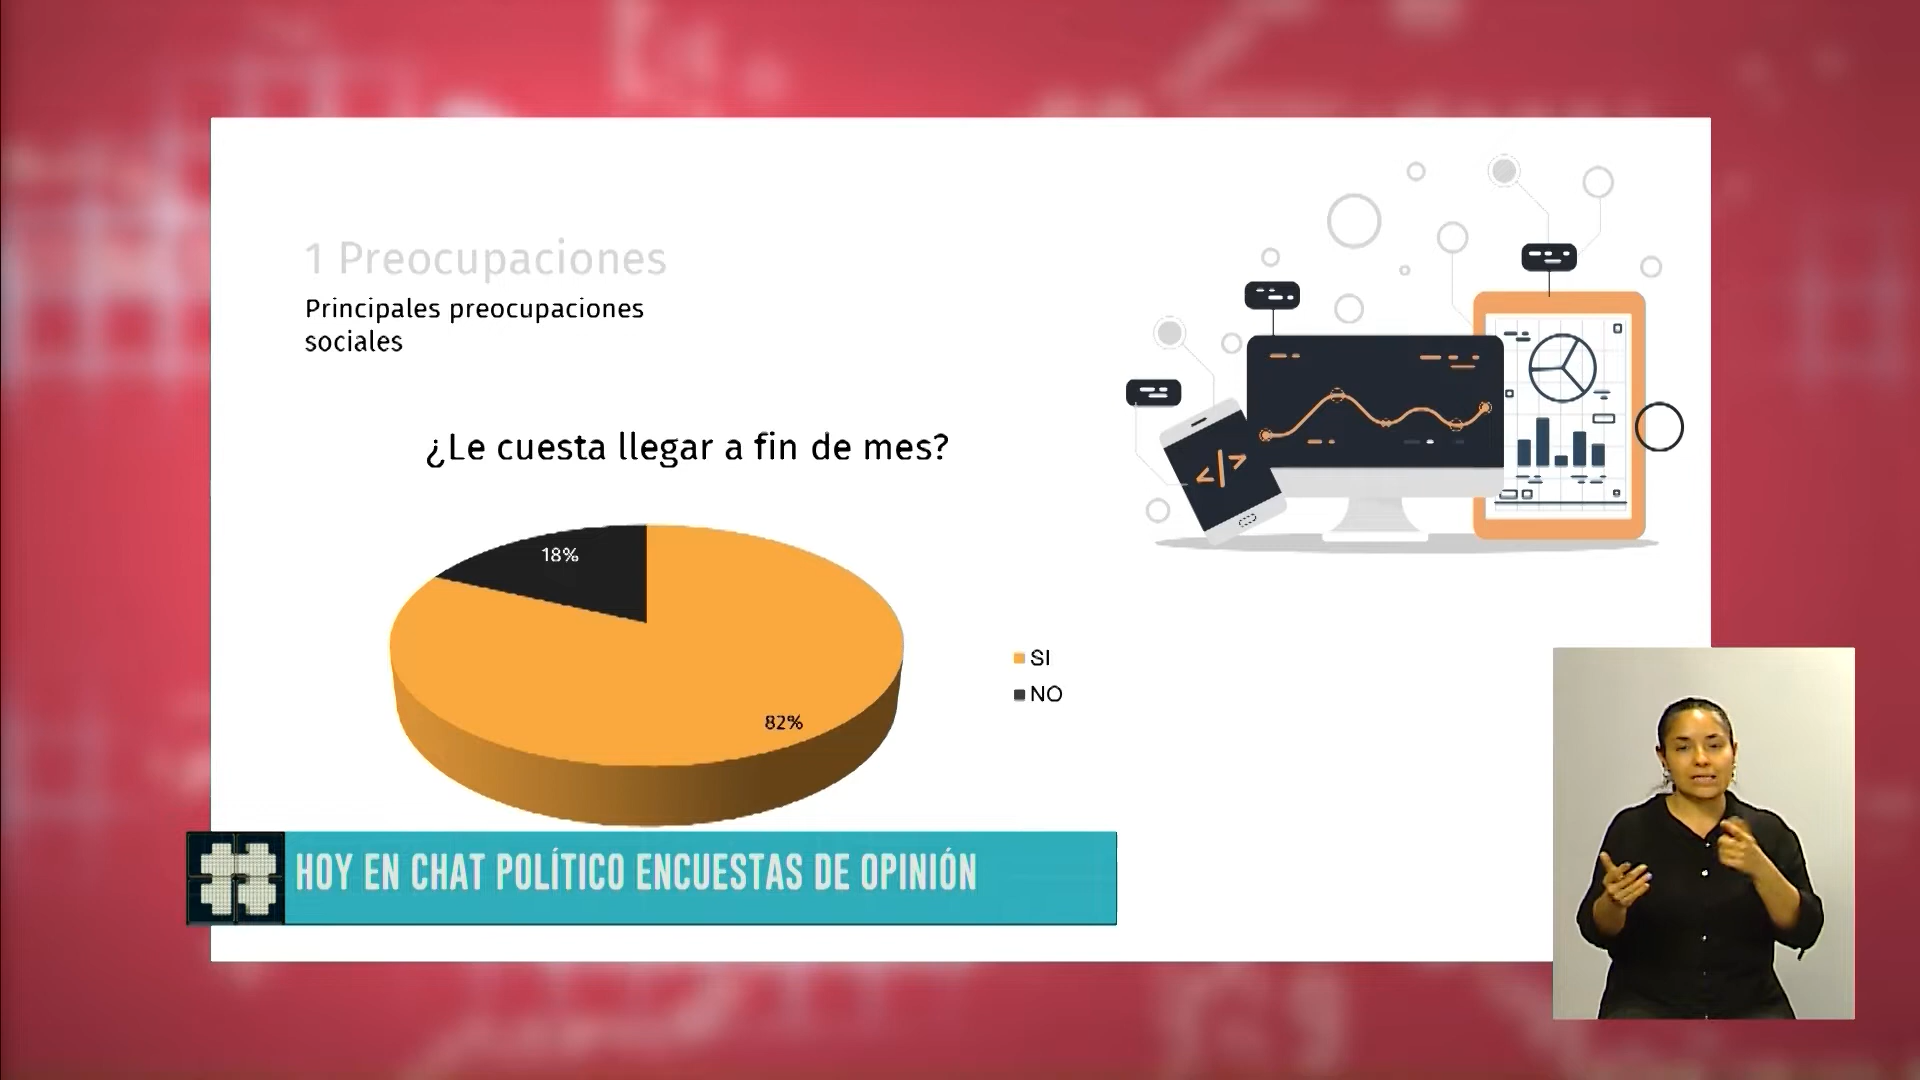 1 Preocupaciones
Principales preocupaciones
sociales
¿Le cuesta llegar a fin de mes?
18%
82%
SI
NO
</>
HOY EN CHAT POLÍTICO ENCUESTAS DE OPINIÓN